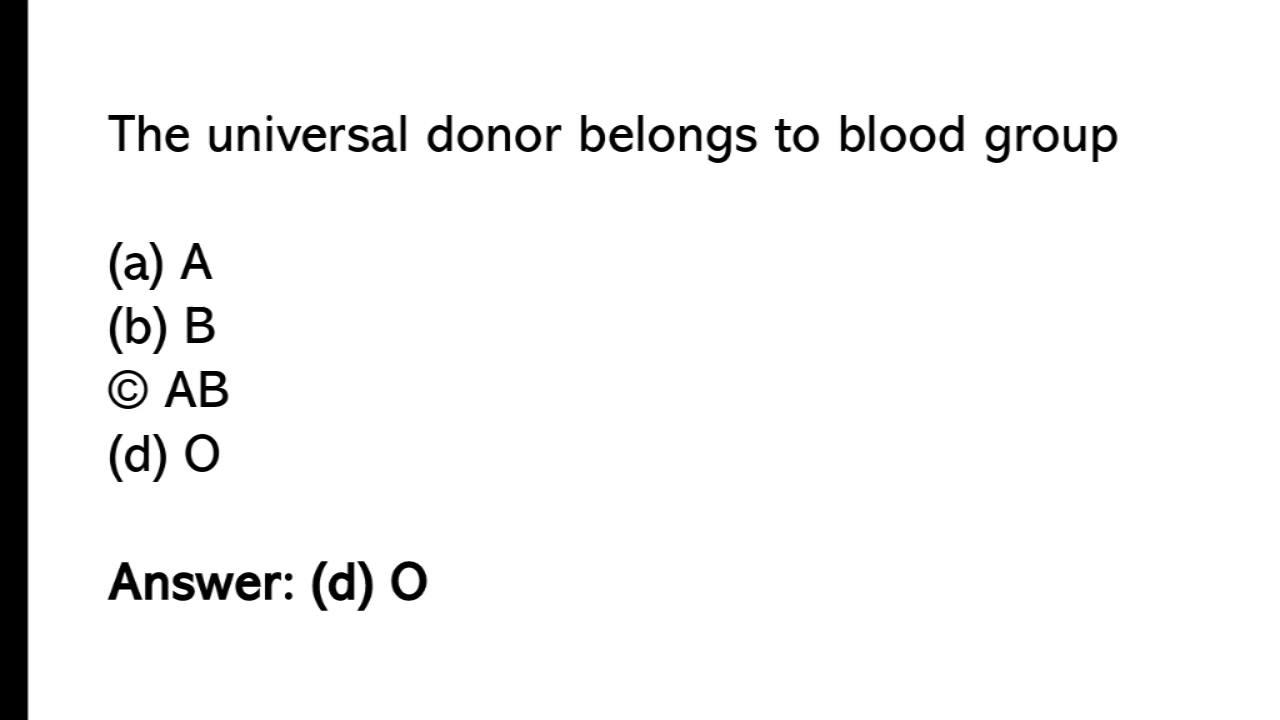 The universal donor belongs to blood group
(a) A
(b) B
© AB
(d) O
Answer: (d) O